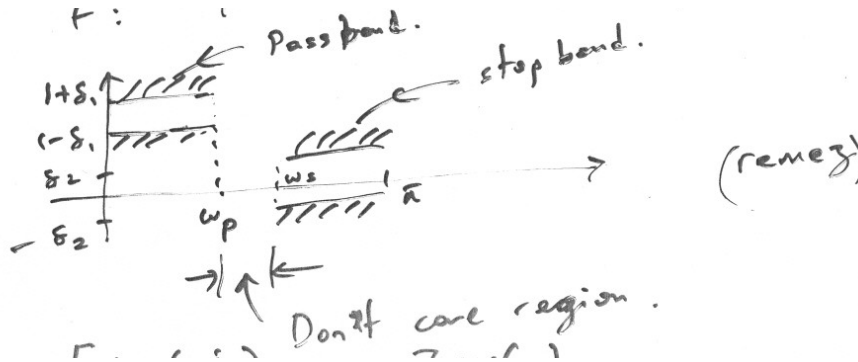 Pass band.
stop band.
1+δ₁
1-δ₁
δ₂
ωs
π
(remez)
ωp
- δ₂
Don't care region.